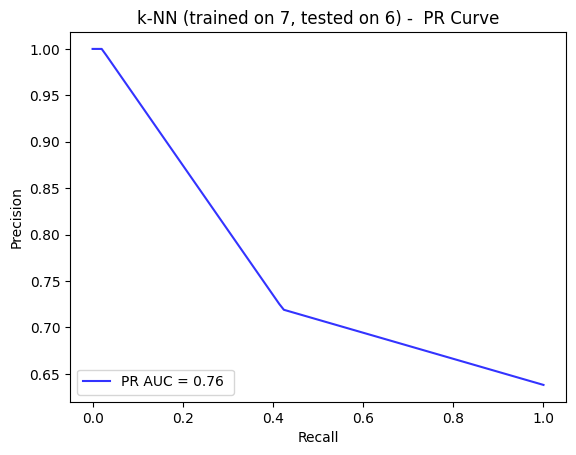 k-NN (trained on 7, tested on 6) -  PR Curve
1.00
0.95
0.90
0.85
0.80
0.75
0.70
0.65
Precision
PR AUC = 0.76
0.0 0.2 0.4 0.6 0.8 1.0
Recall